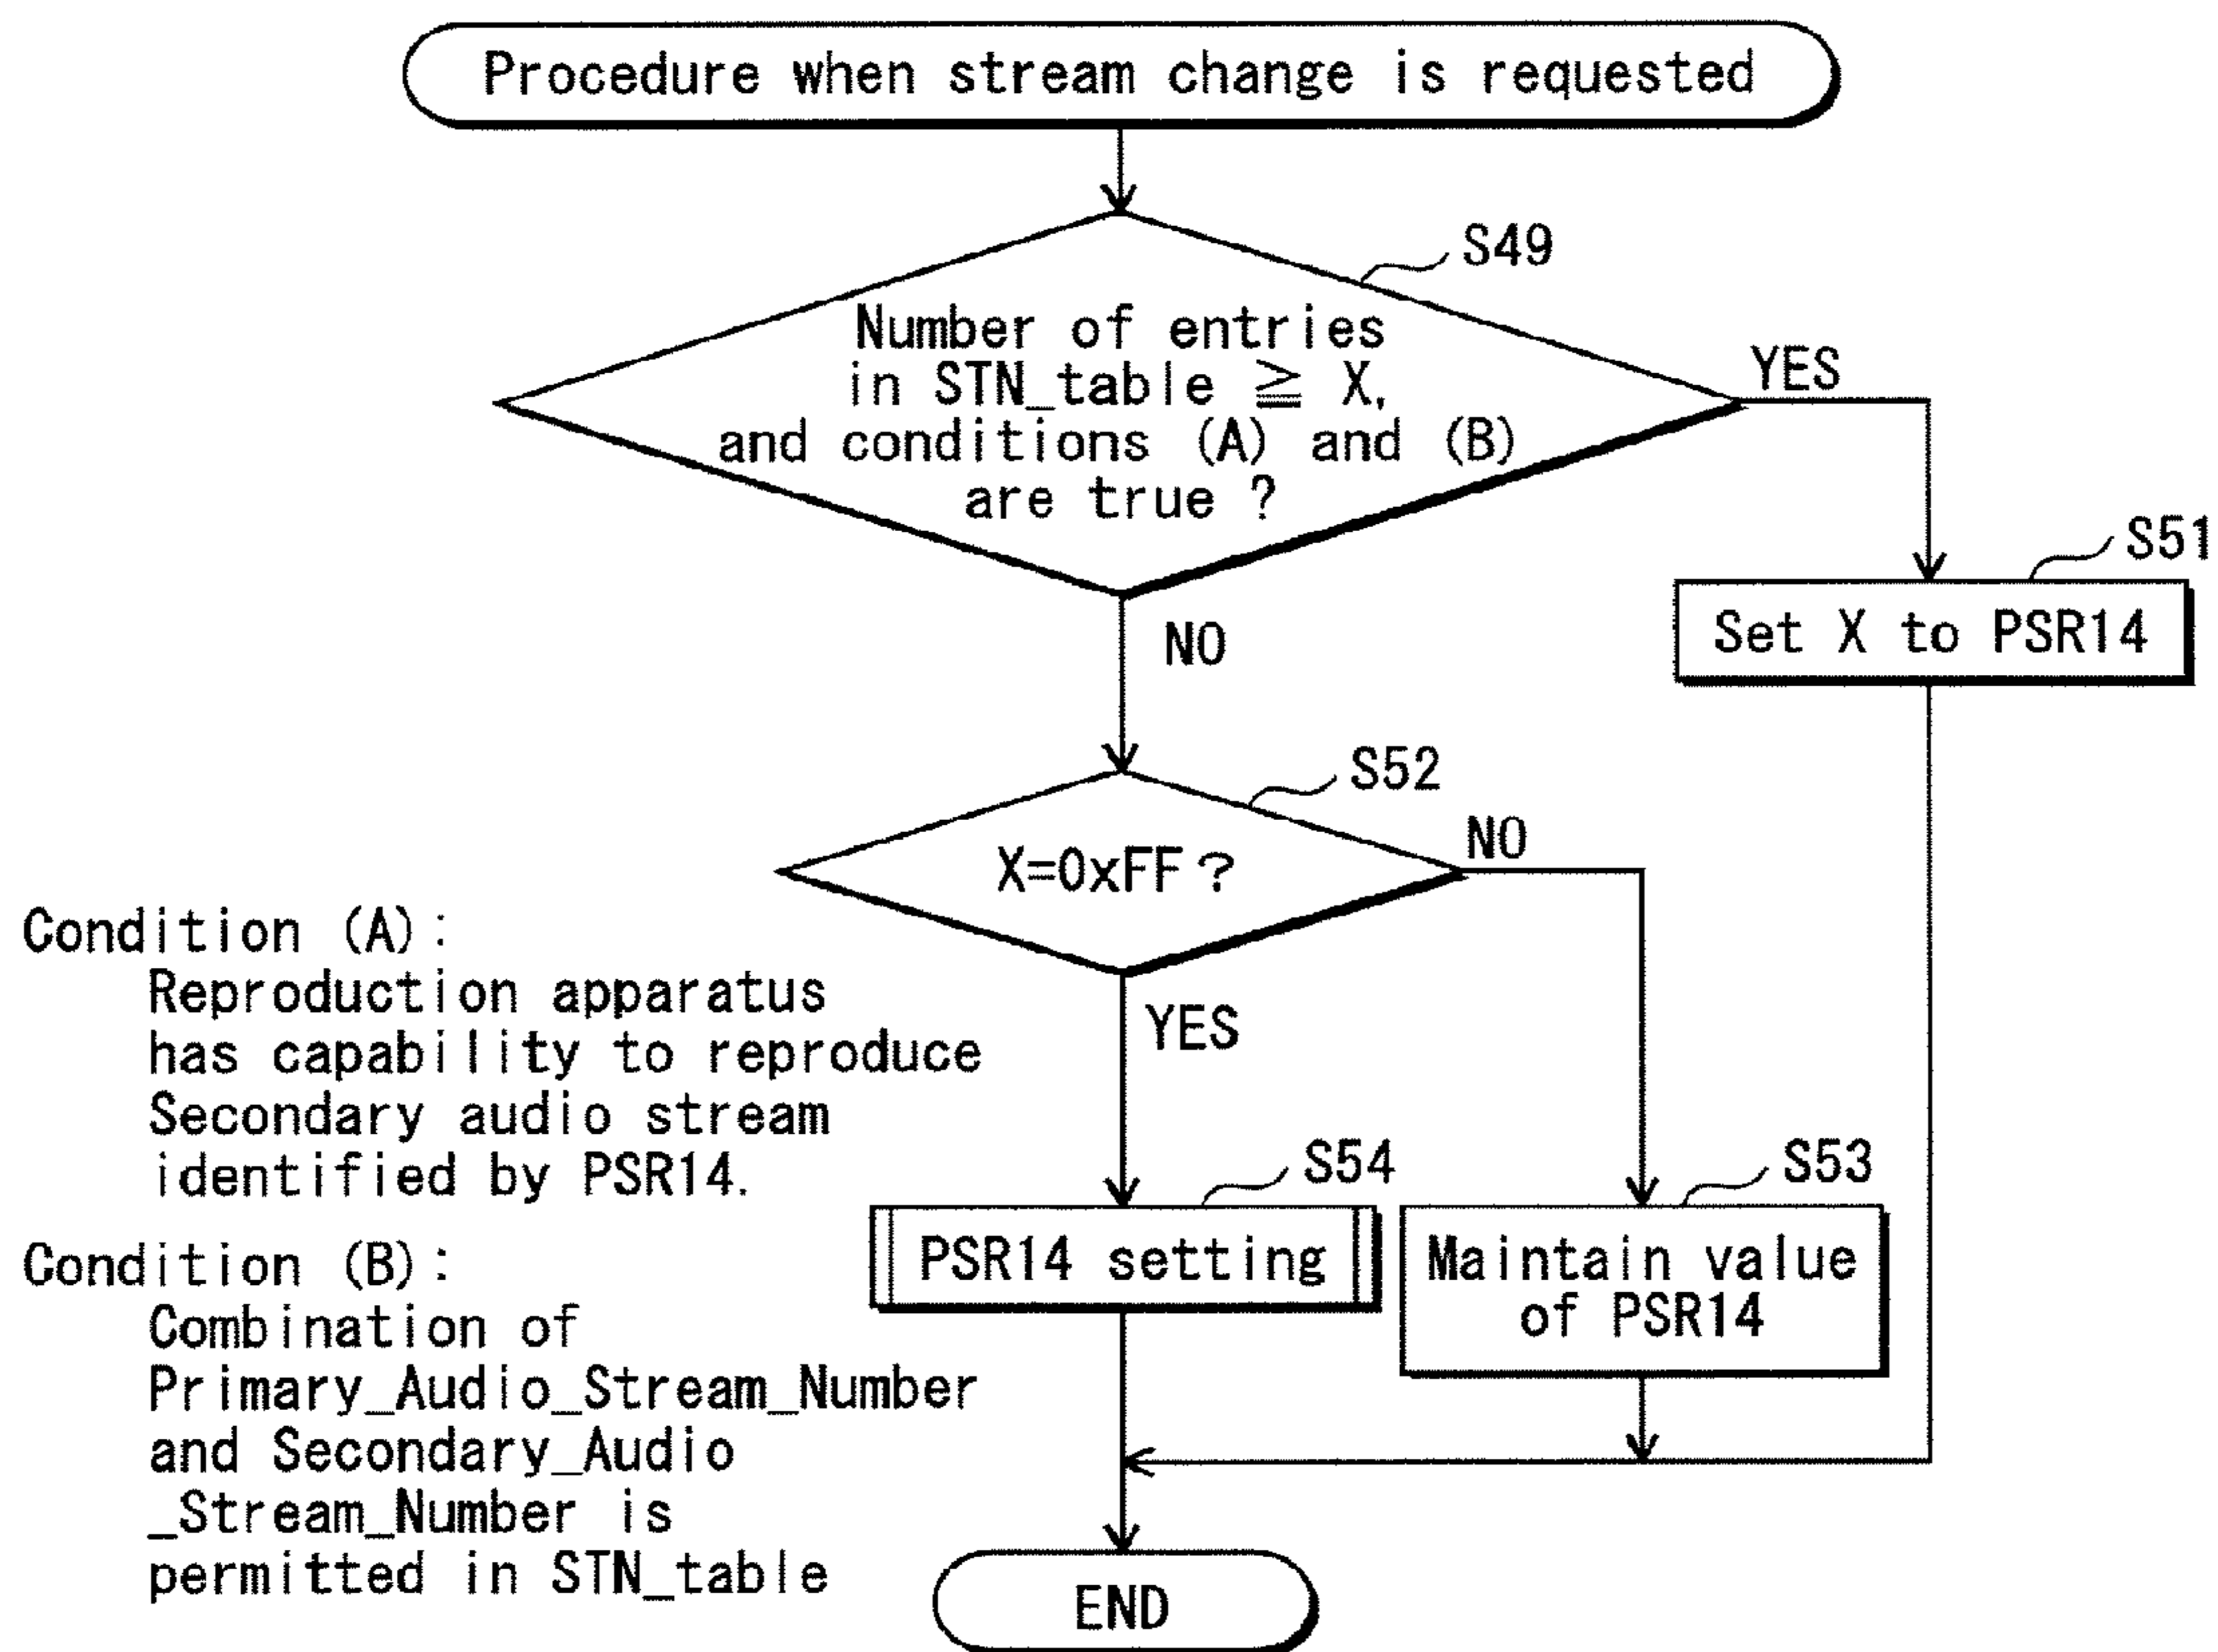 Procedure when stream change is requested
S49
Number of entries
in STN_table ≧ X,
and conditions (A) and (B)
are true ?
YES
S51
Set X to PSR14
NO
S52
X=0xFF ?
NO
YES
Condition (A):
Reproduction apparatus
has capability to reproduce
Secondary audio stream
identified by PSR14.
S54
PSR14 setting
S53
Maintain value
of PSR14
Condition (B):
Combination of
Primary_Audio_Stream_Number
and Secondary_Audio
_Stream_Number is
permitted in STN_table
END